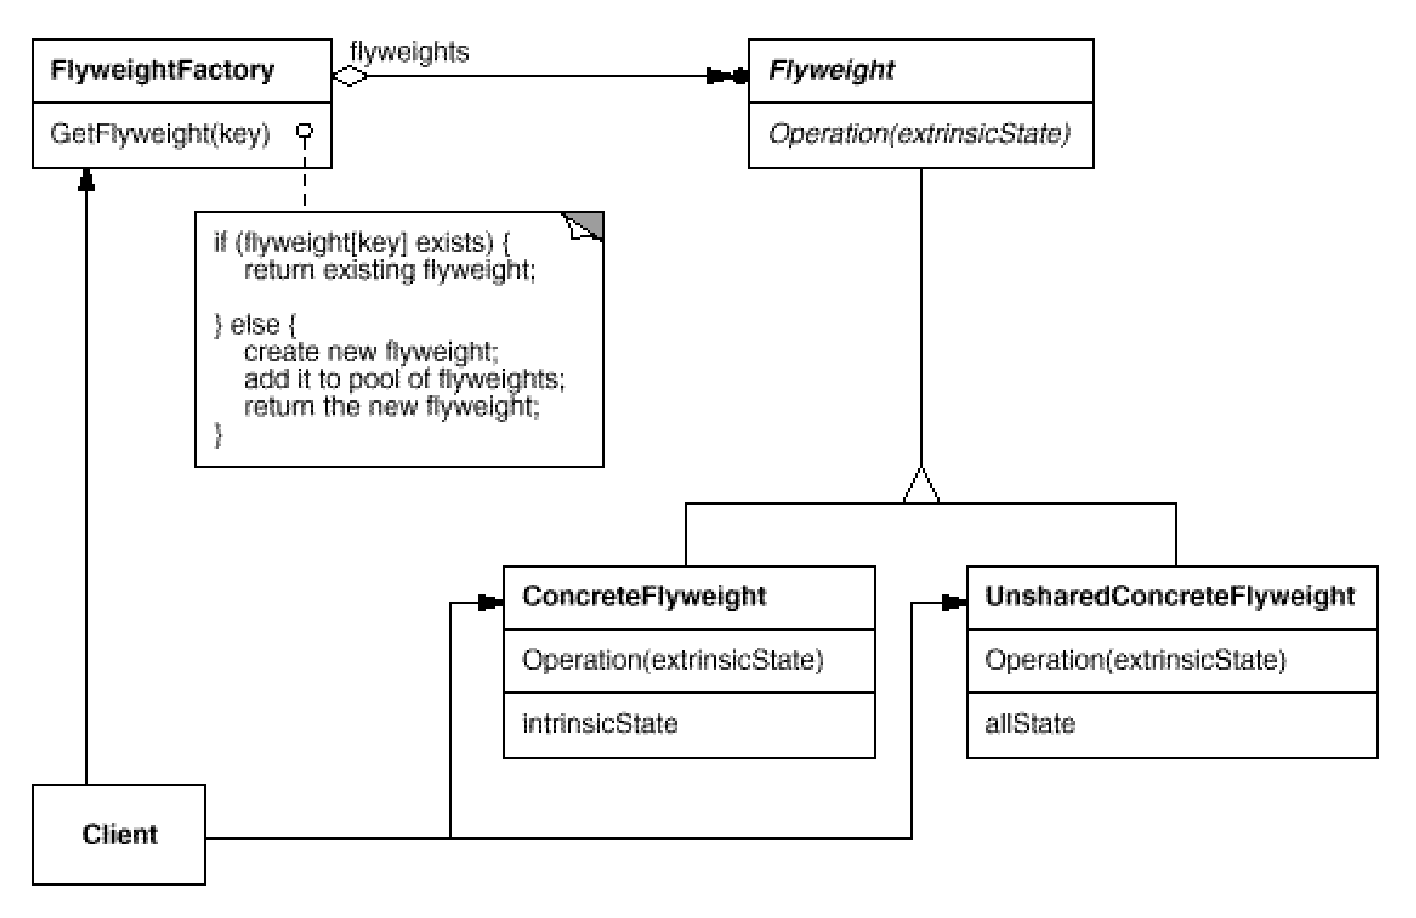 flyweights
FlyweightFactory
GetFlyweight(key)
Flyweight
Operation(extrinsicState)
if (flyweight[key] exists) {
return existing flyweight;
} else {
create new flyweight;
add it to pool of flyweights;
return the new flyweight;
}
ConcreteFlyweight
Operation(extrinsicState)
intrinsicState
UnsharedConcreteFlyweight
Operation(extrinsicState)
allState
Client